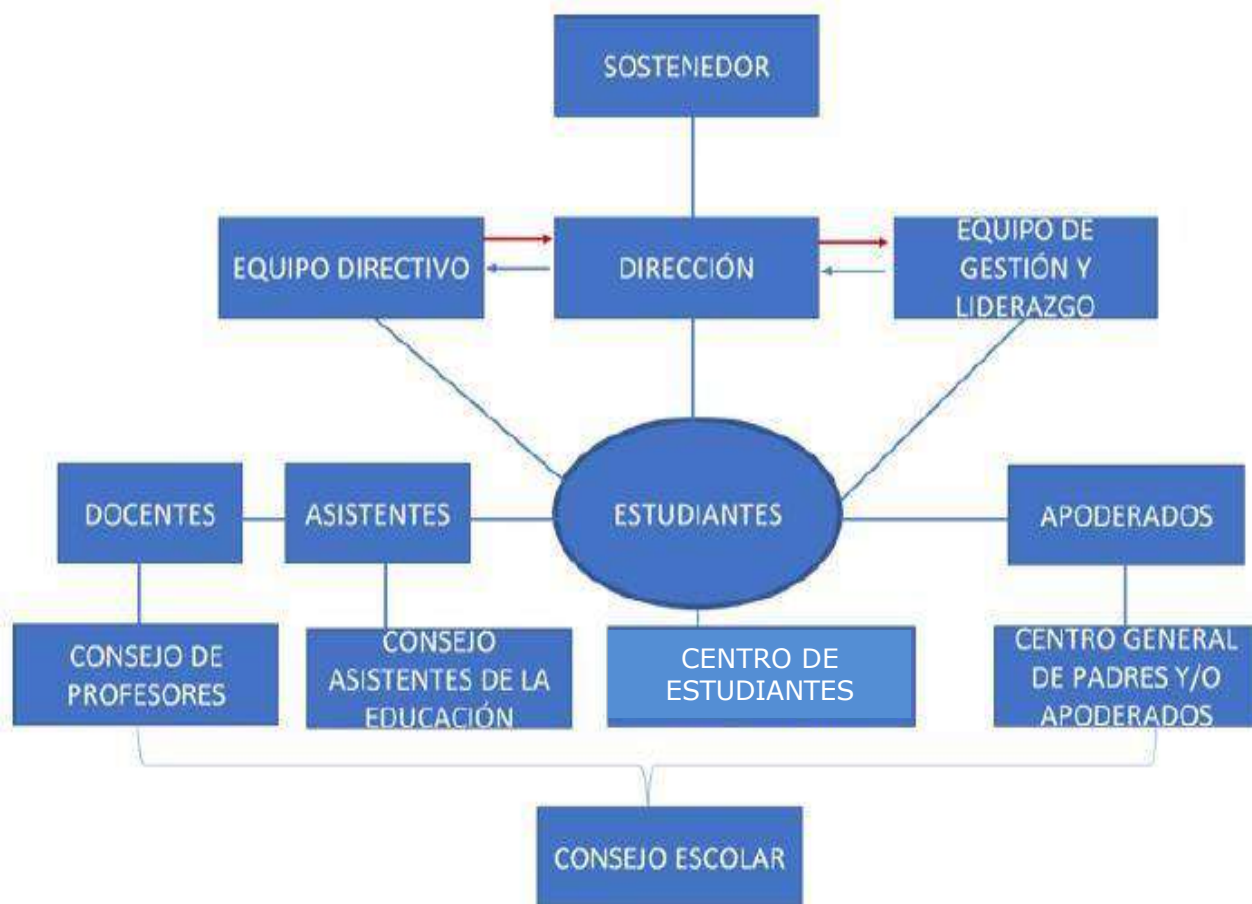 SOSTENEDOR
EQUIPO DIRECTIVO
DIRECCIÓN
EQUIPO DE
GESTIÓN Y
LIDERAZGO
DOCENTES
ASISTENTES
ESTUDIANTES
APODERADOS
CONSEJO DE
PROFESORES
CONSEJO
ASISTENTES DE LA
EDUCACIÓN
CENTRO DE
ESTUDIANTES
CENTRO GENERAL
DE PADRES Y/O
APODERADOS
CONSEJO ESCOLAR